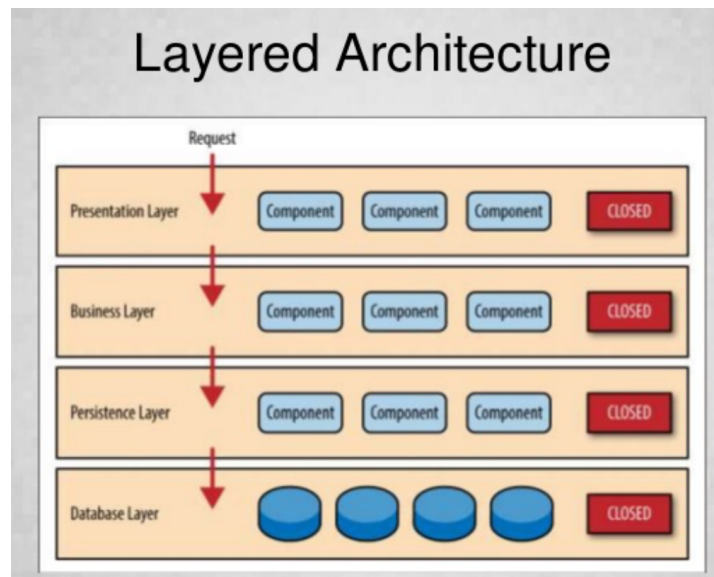 Layered Architecture
Request
Presentation Layer Component Component Component CLOSED
Business Layer Component Component Component CLOSED
Persistence Layer Component Component Component CLOSED
Database Layer CLOSED